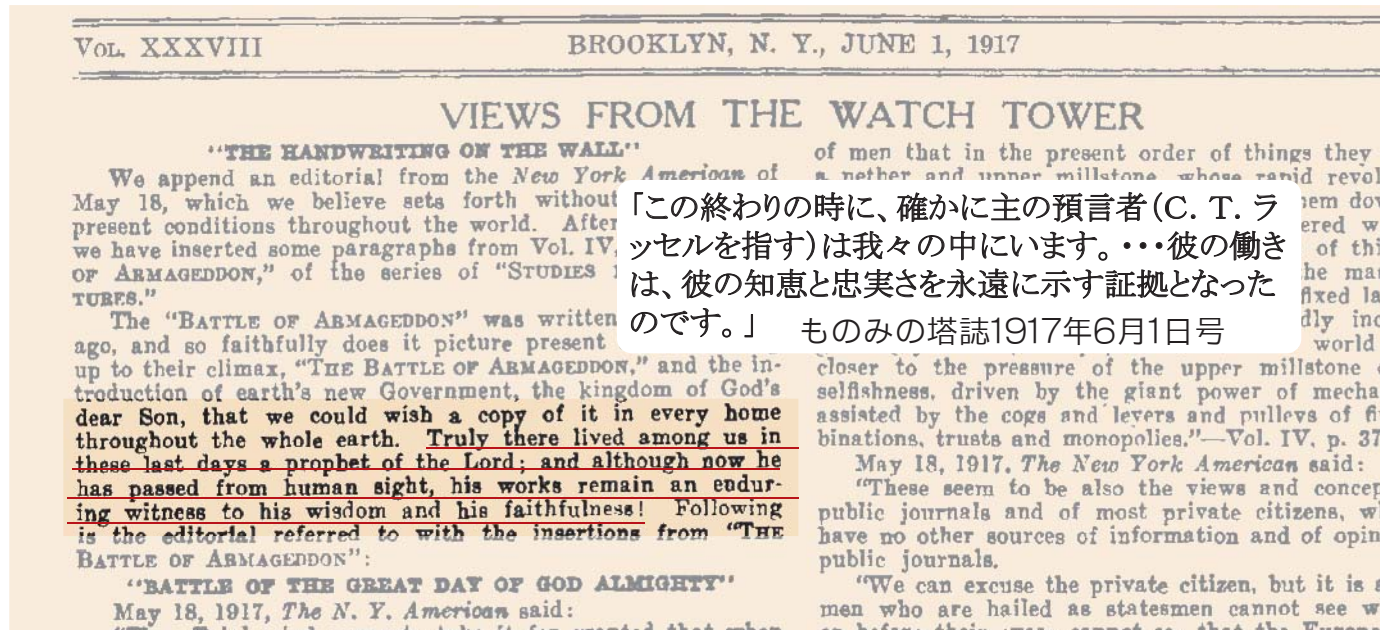 VOL. XXXVIII
BROOKLYN, N. Y., JUNE 1, 1917
VIEWS FROM THE WATCH TOWER
"THE HANDWRITING ON THE WALL"
We append an editorial from the New York American of
May 18, which we believe sets forth without
present conditions throughout the world. After
we have inserted some paragraphs from Vol. IV,
OF ARMAGEDDON," of the series of "STUDIES
TURES."
The "BATTLE OF ARMAGEDDON" was written
ago, and so faithfully does it picture present
up to their climax, "THE BATTLE OF ARMAGEDDON," and the in-
troduction of earth's new Government, the kingdom of God's
dear Son, that we could wish a copy of it in every home
throughout the whole earth. Truly there lived among us in
these last days a prophet of the Lord; and although now he
has passed from human sight, his works remain an endur-
ing witness to his wisdom and his faithfulness! Following
is the editorial referred to with the insertions from "THE
BATTLE OF ARMAGEDDON":
"BATTLE OF THE GREAT DAY OF GOD ALMIGHTY"
May 18, 1917, The N. Y. American said:
of men that in the present order of things they
a nether and upper millstone, whose rapid
「この終わりの時に、確かに主の預言者(C. T. ラ
ッセルを指す)は我々の中にいます。・・・彼の働き
は、彼の知恵と忠実さを永遠に示す証拠となった
のです。」 ものみの塔誌1917年6月1日号
world
closer to the pressure of the upper millstone
selfishness, driven by the giant power of
assisted by the cogs and levers and pulleys of
binations, trusts and monopolies."—Vol. IV, p.
May 18, 1917, The New York American said:
"These seem to be also the views and
public journals and of most private citizens,
have no other sources of information and of
public journals.
"We can excuse the private citizen, but it is
men who are hailed as statesmen cannot see